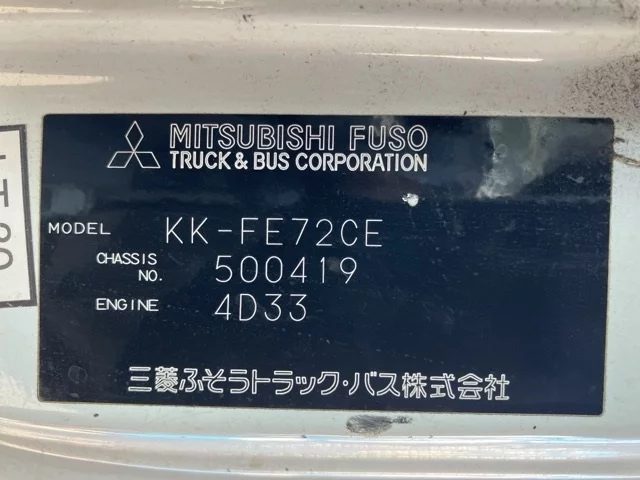 MITSUBISHI FUSO
TRUCK & BUS CORPORATION
MODEL KK-FE72CE
CHASSIS NO. 500419
ENGINE 4D33
三菱ふそうトラック・バス株式会社